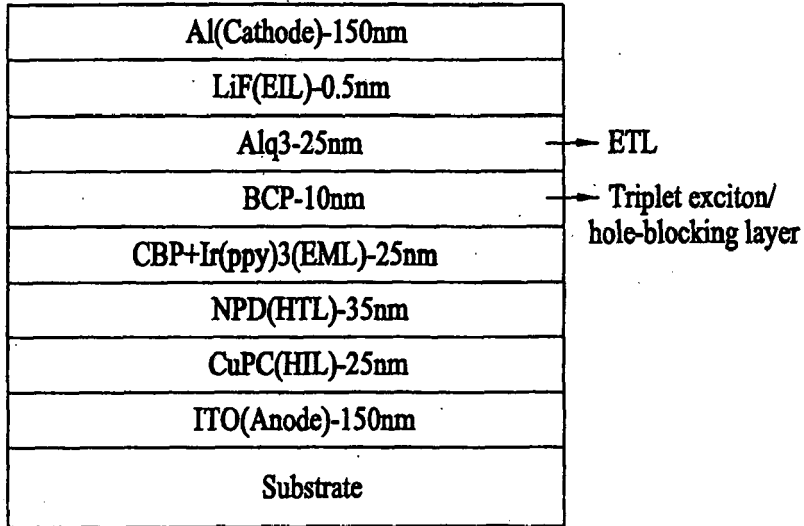 Al(Cathode)-150nm
LiF(EIL)-0.5nm
Alq3-25nm
ETL
BCP-10nm
Triplet exciton/
hole-blocking layer
CBP+Ir(ppy)3(EML)-25nm
NPD(HTL)-35nm
CuPC(HIL)-25nm
ITO(Anode)-150nm
Substrate